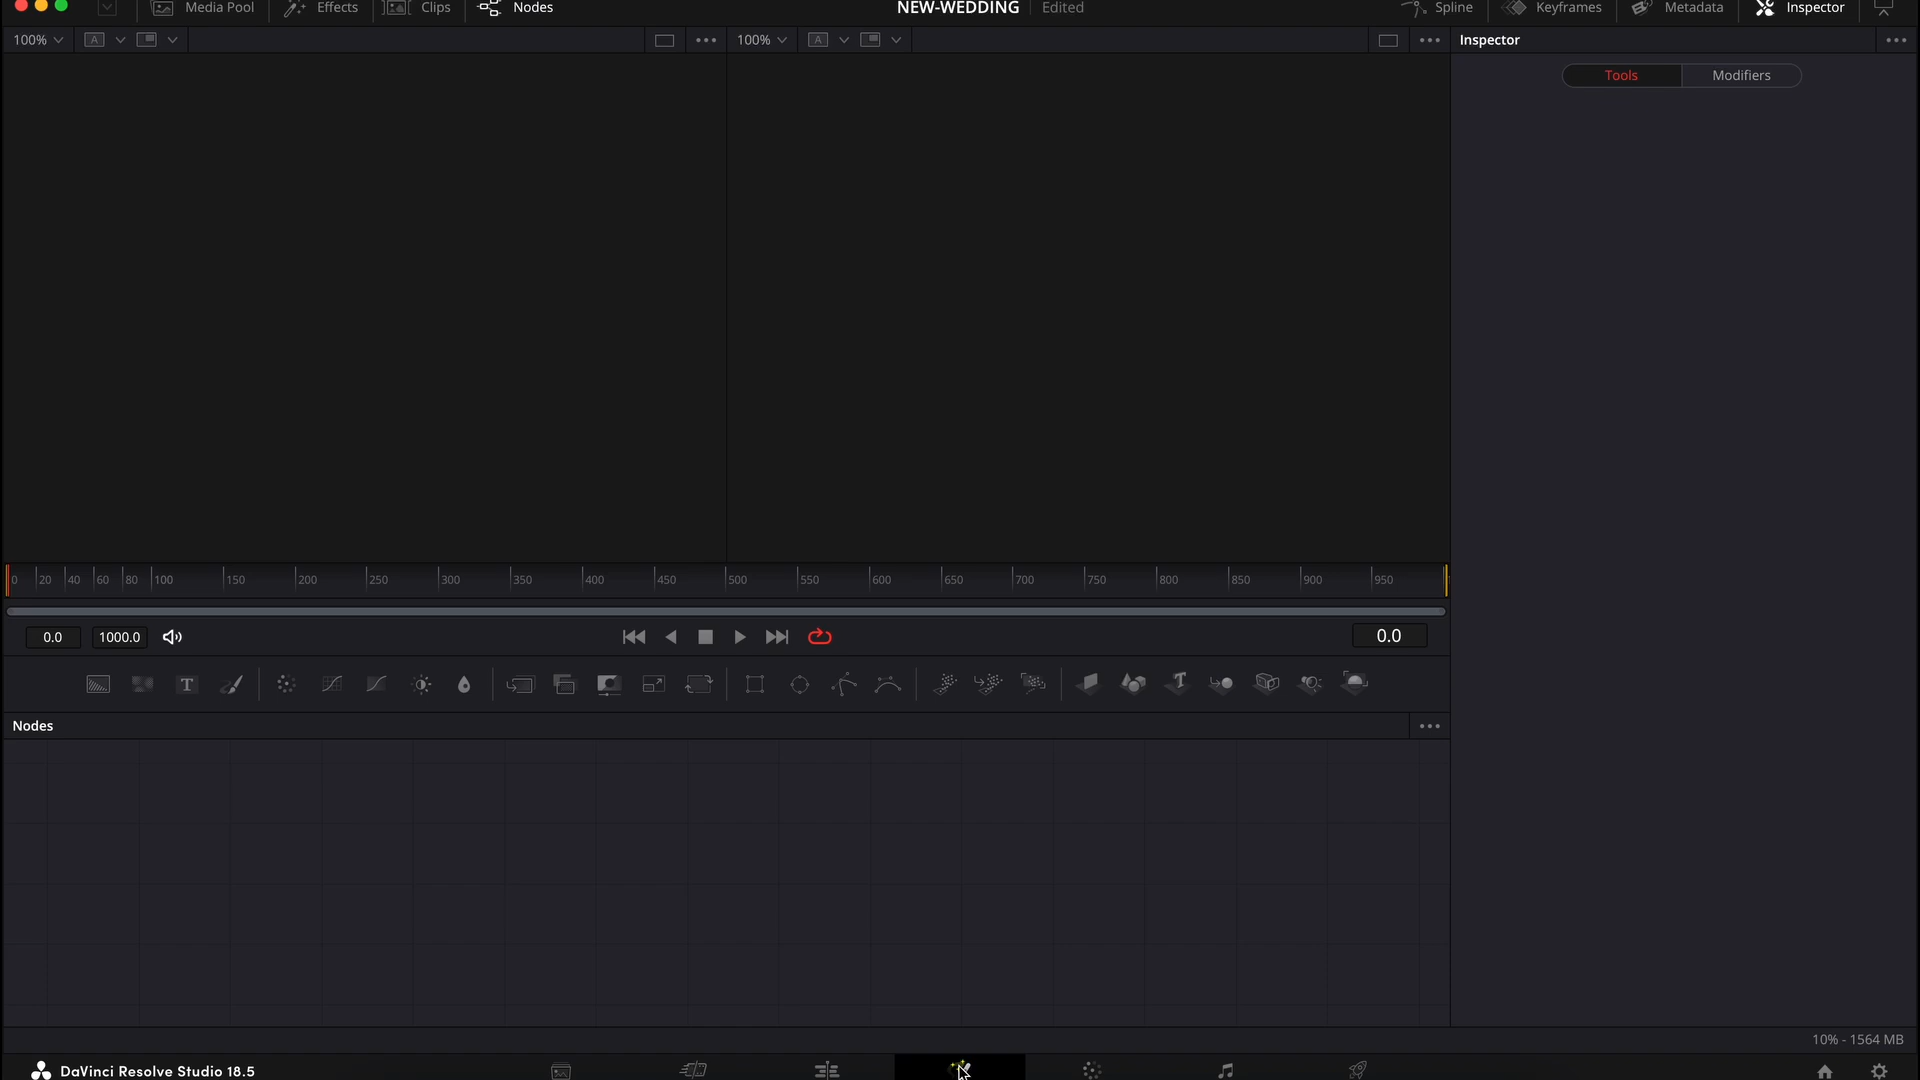 Media Pool Effects Clips Nodes NEW-WEDDING Edited Spline Keyframes Metadata Inspector
100% A 100% A Inspector
Tools Modifiers
0 20 40 60 80 100 150 200 250 300 350 400 450 500 550 600 650 700 750 800 850 900 950
0.0 1000.0 0.0
T T
Nodes
10% - 1564 MB
DaVinci Resolve Studio 18.5